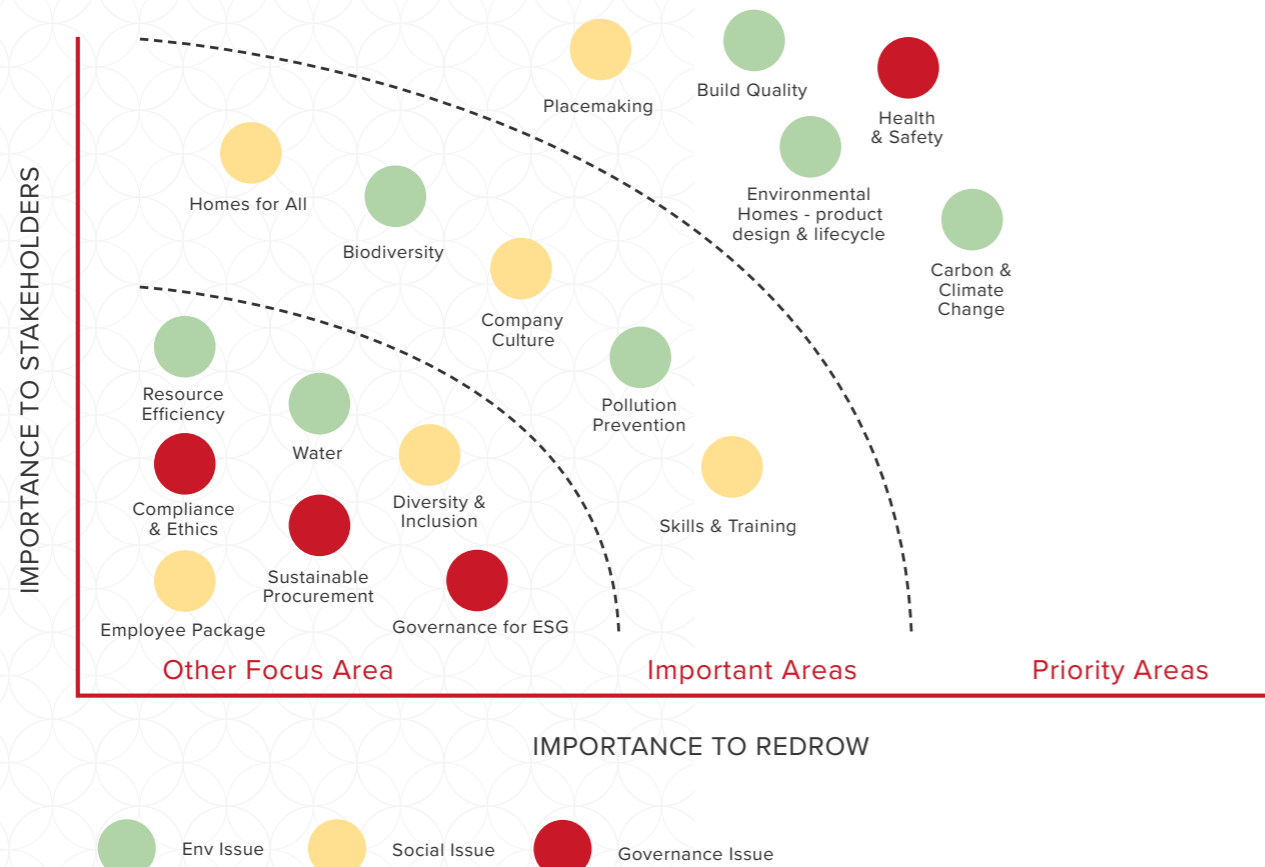 IMPORTANCE TO STAKEHOLDERS
Placemaking
Build Quality
Health
& Safety
Environmental
Homes - product
design & lifecycle
Carbon &
Climate
Change
Homes for All
Biodiversity
Company
Culture
Pollution
Prevention
Skills & Training
Resource
Efficiency
Water
Diversity &
Inclusion
Compliance
& Ethics
Sustainable
Procurement
Employee Package
Governance for ESG
Other Focus Area
Important Areas
Priority Areas
IMPORTANCE TO REDROW
Env Issue
Social Issue
Governance Issue